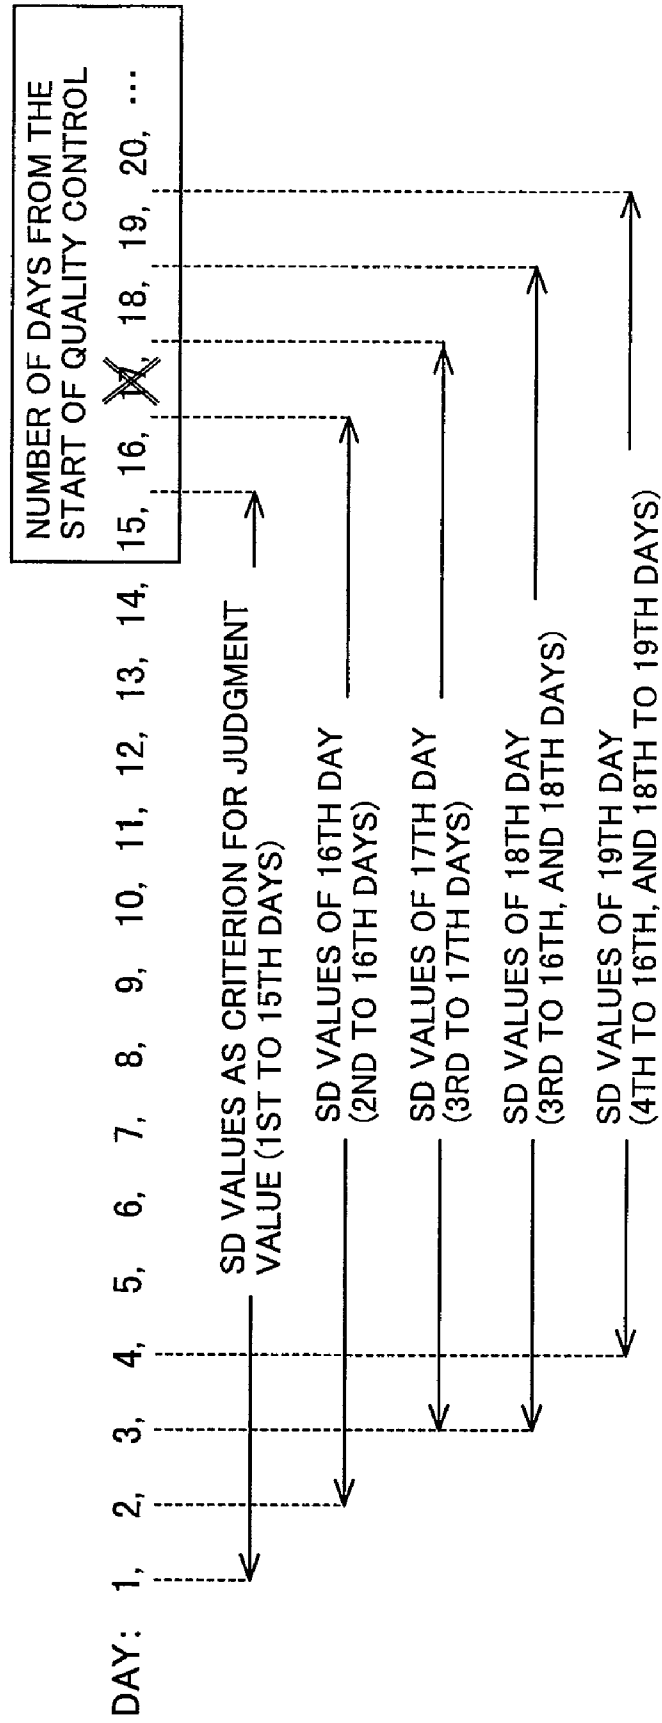 NUMBER OF DAYS FROM THE
START OF QUALITY CONTROL
DAY: 1, 2, 3, 4, 5, 6, 7, 8, 9, 10, 11, 12, 13, 14, 15, 16, 17, 18, 19, 20, ...
SD VALUES AS CRITERION FOR JUDGMENT
VALUE (1ST TO 15TH DAYS)
SD VALUES OF 16TH DAY
(2ND TO 16TH DAYS)
SD VALUES OF 17TH DAY
(3RD TO 17TH DAYS)
SD VALUES OF 18TH DAY
(3RD TO 16TH, AND 18TH DAYS)
SD VALUES OF 19TH DAY
(4TH TO 16TH, AND 18TH TO 19TH DAYS)